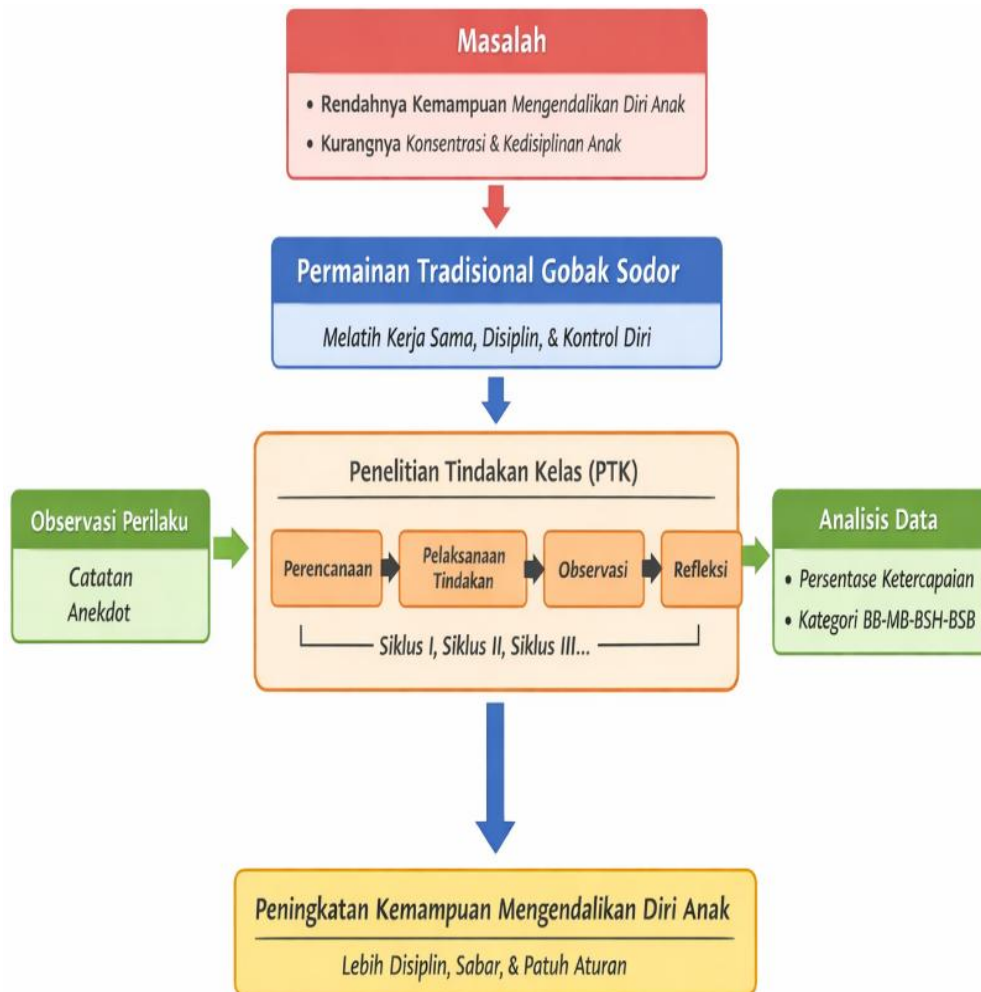 Masalah
• Rendahnya Kemampuan Mengendalikan Diri Anak
• Kurangnya Konsentrasi & Kedisiplinan Anak
Permainan Tradisional Gobak Sodor
Melatih Kerja Sama, Disiplin, & Kontrol Diri
Observasi Perilaku
Catatan
Anekdot
Penelitian Tindakan Kelas (PTK)
Perencanaan
Pelaksanaan
Tindakan
Observasi
Refleksi
Siklus I, Siklus II, Siklus III...
Analisis Data
• Persentase Ketercapaian
• Kategori BB-MB-BSH-BSB
Peningkatan Kemampuan Mengendalikan Diri Anak
Lebih Disiplin, Sabar, & Patuh Aturan